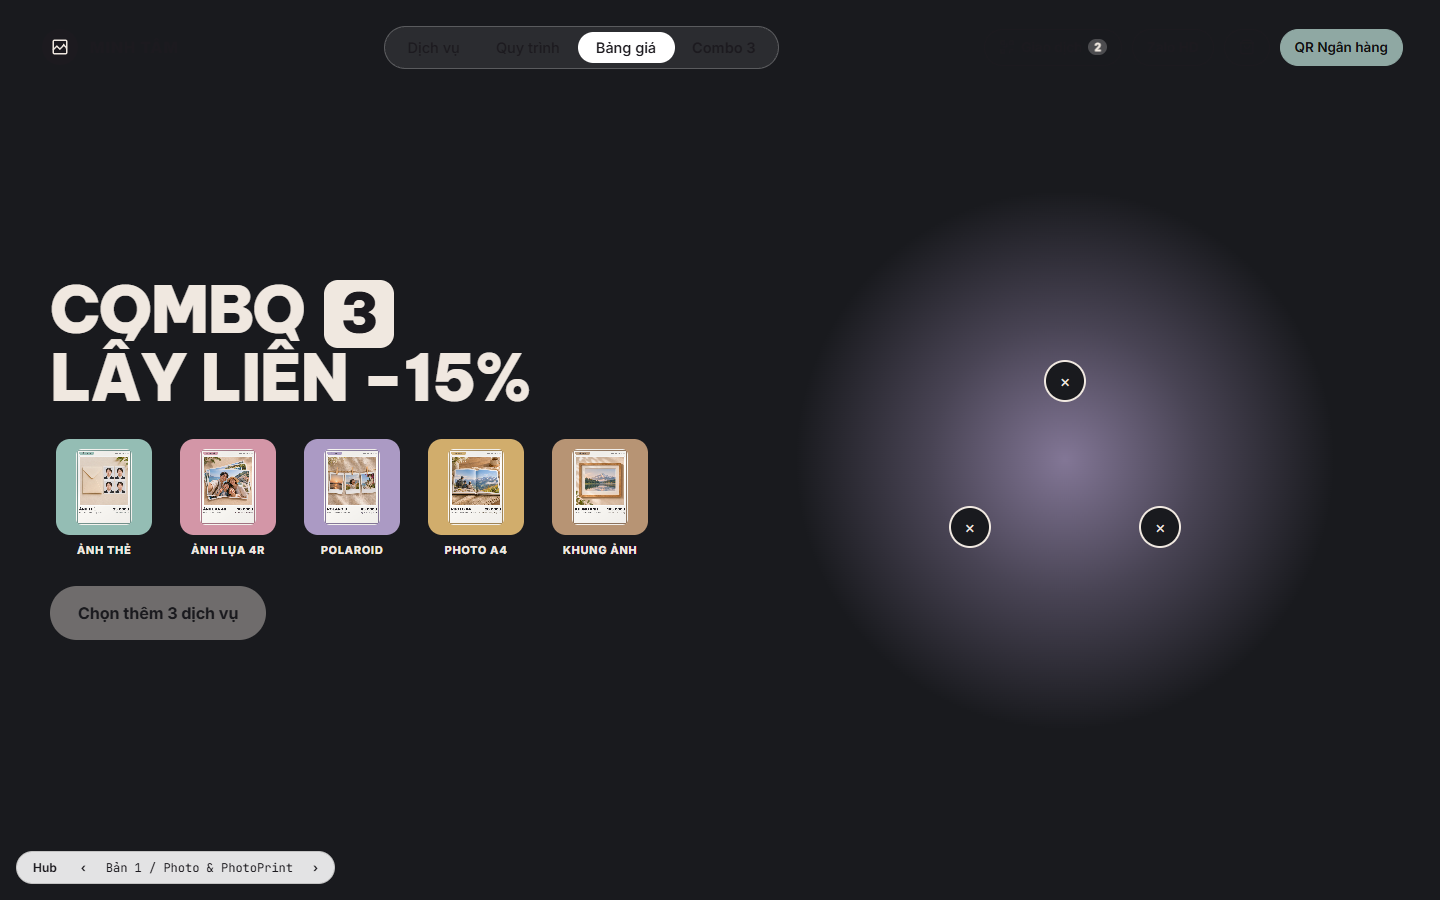 Dịch vụ
Quy trình
Bảng giá
Combo 3
2
QR Ngân hàng
COMBO 3
LẤY LIỀN -15%
ẢNH THẺ
ẢNH LỤA 4R
POLAROID
PHOTO A4
KHUNG ẢNH
Chọn thêm 3 dịch vụ
×
×
×
Hub
‹
Bản 1 / Photo & PhotoPrint
›